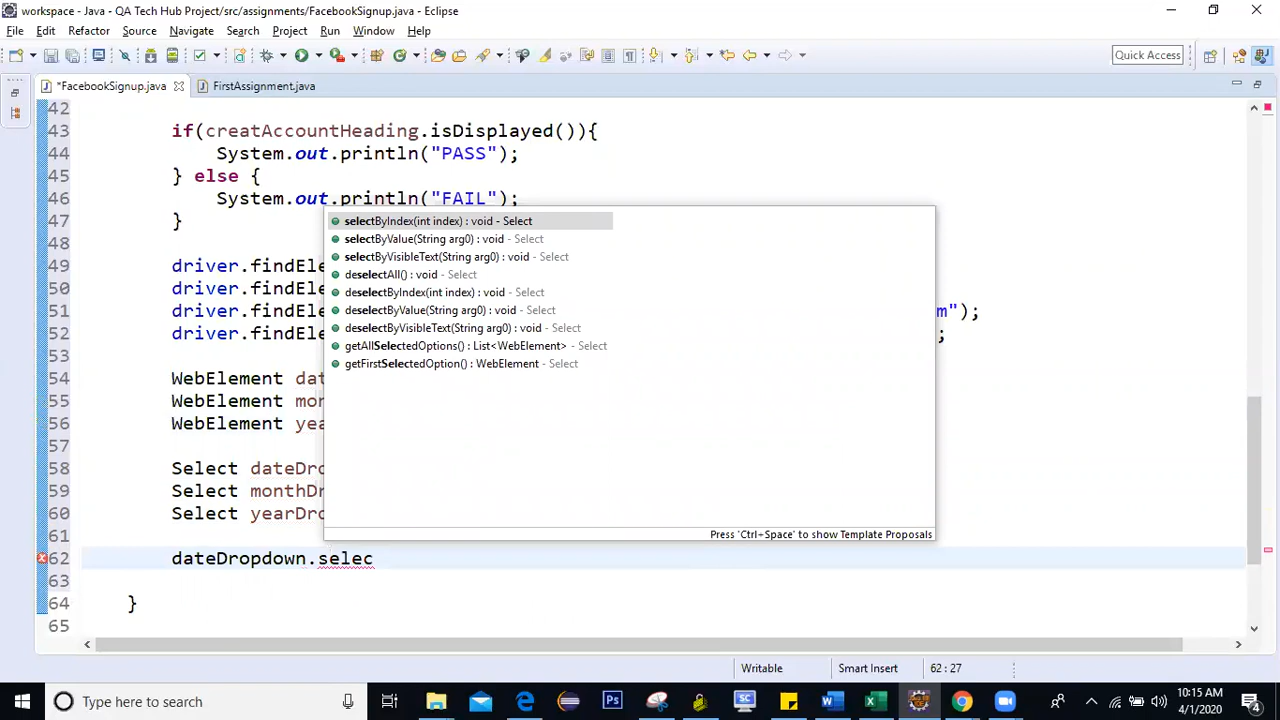 workspace - Java - QA Tech Hub Project/src/assignments/FacebookSignup.java - Eclipse
File Edit Refactor Source Navigate Search Project Run Window Help
Quick Access
*FacebookSignup.java FirstAssignment.java
42
43 if(creatAccountHeading.isDisplayed()){
44 System.out.println("PASS");
45 } else {
46 System.out.println("FAIL");
47 }
48
49 driver.findEle
50 driver.findEle
51 driver.findEle m");
52 driver.findEle ;
53
54 WebElement dat
55 WebElement mon
56 WebElement yea
57
58 Select dateDro
59 Select monthDr
60 Select yearDro
61
62 dateDropdown.selec
63
64 }
65
selectByIndex(int index) : void - Select
selectByValue(String arg0) : void - Select
selectByVisibleText(String arg0) : void - Select
deselectAll() : void - Select
deselectByIndex(int index) : void - Select
deselectByValue(String arg0) : void - Select
deselectByVisibleText(String arg0) : void - Select
getAllSelectedOptions() : List<WebElement> - Select
getFirstSelectedOption() : WebElement - Select
Press 'Ctrl+Space' to show Template Proposals
Writable Smart Insert 62 : 27
Type here to search
10:15 AM
4/1/2020